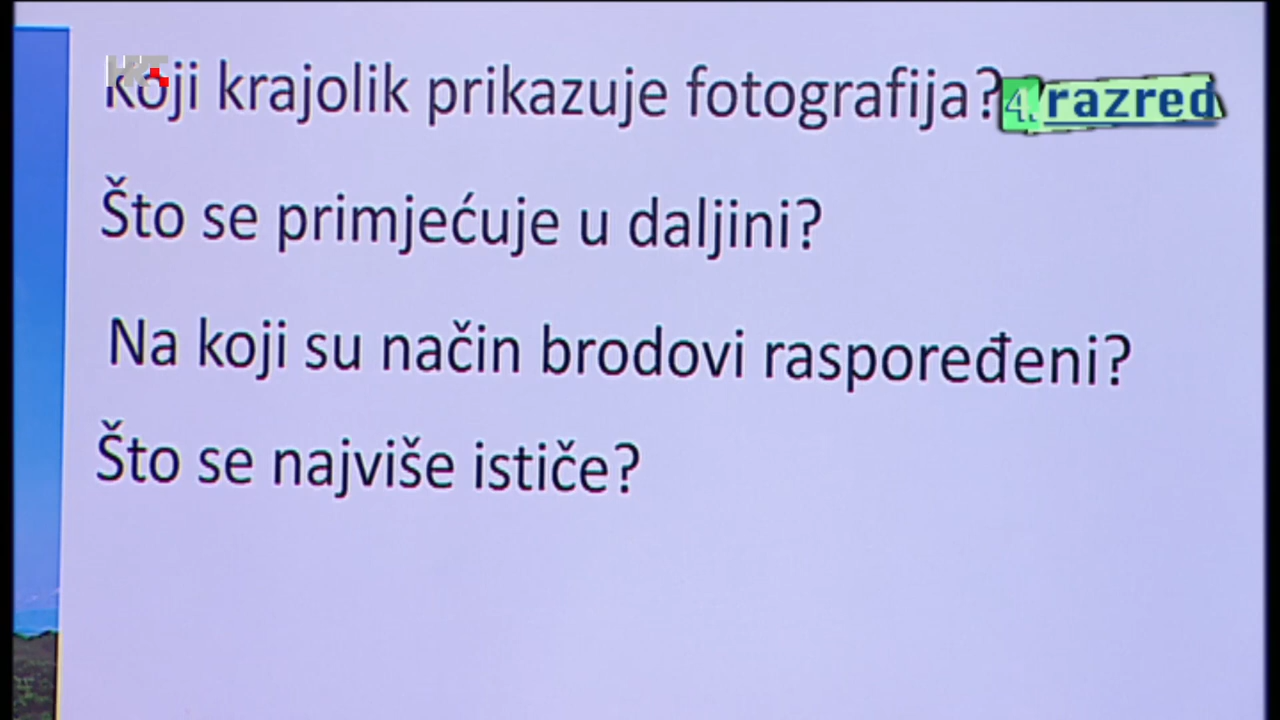 Koji krajolik prikazuje fotografija?
4. razred
Što se primjećuje u daljini?
Na koji su način brodovi raspoređeni?
Što se najviše ističe?